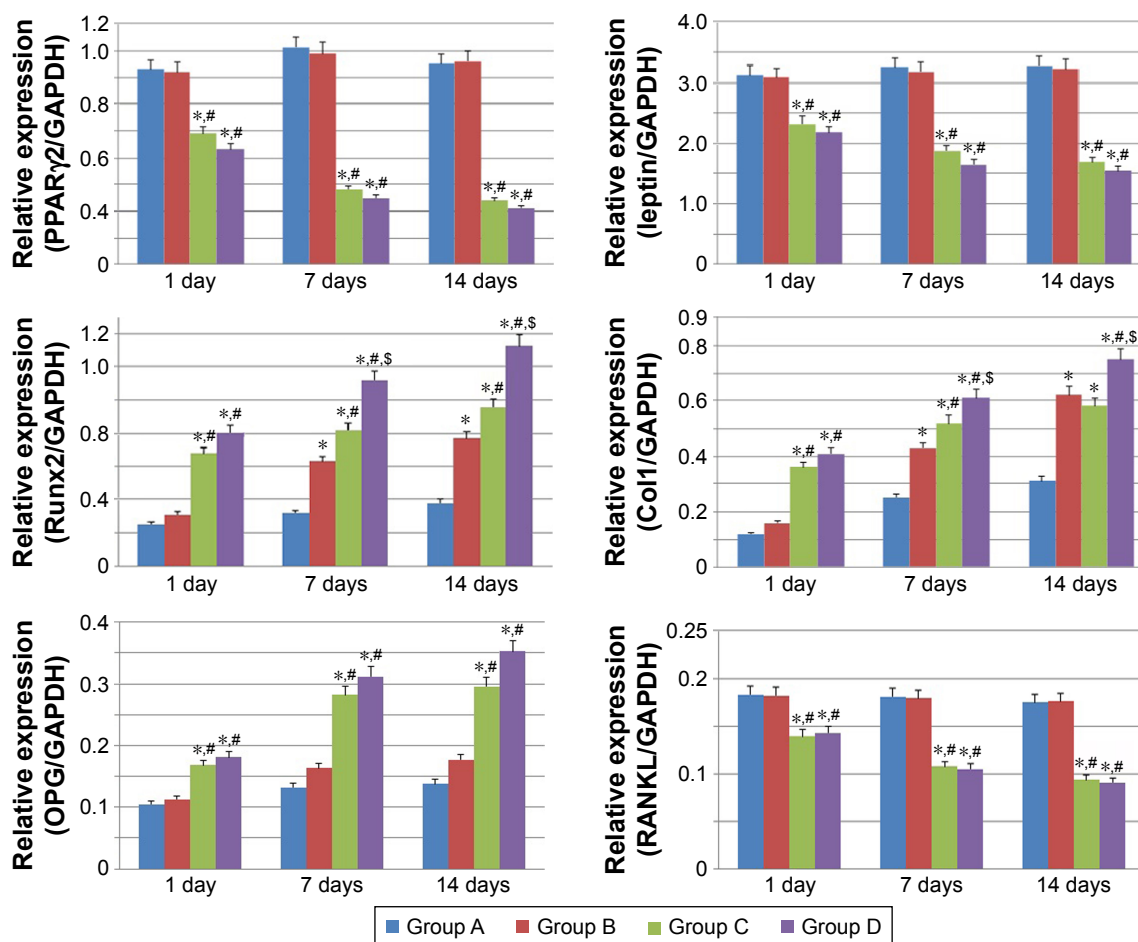 Relative expression
(PPARγ2/GAPDH)
1.2
1.0
0.8
0.6
0.4
0
*,#
*,#
*,#
*,#
*,#
*,#
1 day
7 days
14 days
Relative expression
(leptin/GAPDH)
4.0
3.0
2.0
1.0
0.0
*,#
*,#
*,#
*,#
*,#
*,#
1 day
7 days
14 days
Relative expression
(Runx2/GAPDH)
1.2
1.0
0.8
0.4
0
*,#
*,#
*
*,#
*,#,$
*
*,#
*,#,$
1 day
7 days
14 days
Relative expression
(Col1/GAPDH)
0.9
0.8
0.6
0.4
0.2
0.0
*,#
*,#
*
*,#
*,#,$
*
*
*,#,$
1 day
7 days
14 days
Relative expression
(OPG/GAPDH)
0.4
0.3
0.2
0.1
0
*,#
*,#
*,#
*,#
*,#
*,#
1 day
7 days
14 days
Relative expression
(RANKL/GAPDH)
0.25
0.2
0.1
0
*,#
*,#
*,#
*,#
*,#
*,#
1 day
7 days
14 days
Group A Group B Group C Group D